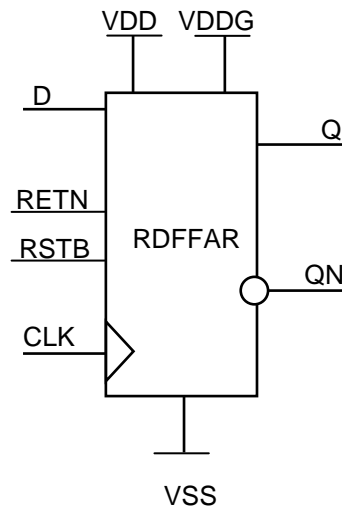 VDD VDDG
D
Q
RETN
RDFFAR
RSTB
QN
CLK
VSS